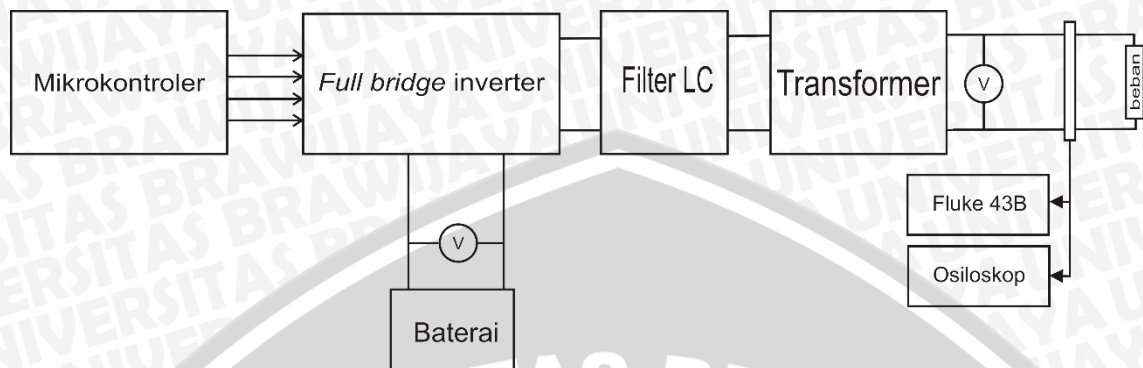 Mikrokontroler
Full bridge inverter
Filter LC
Transformer
V
beban
Fluke 43B
V
Osiloskop
Baterai